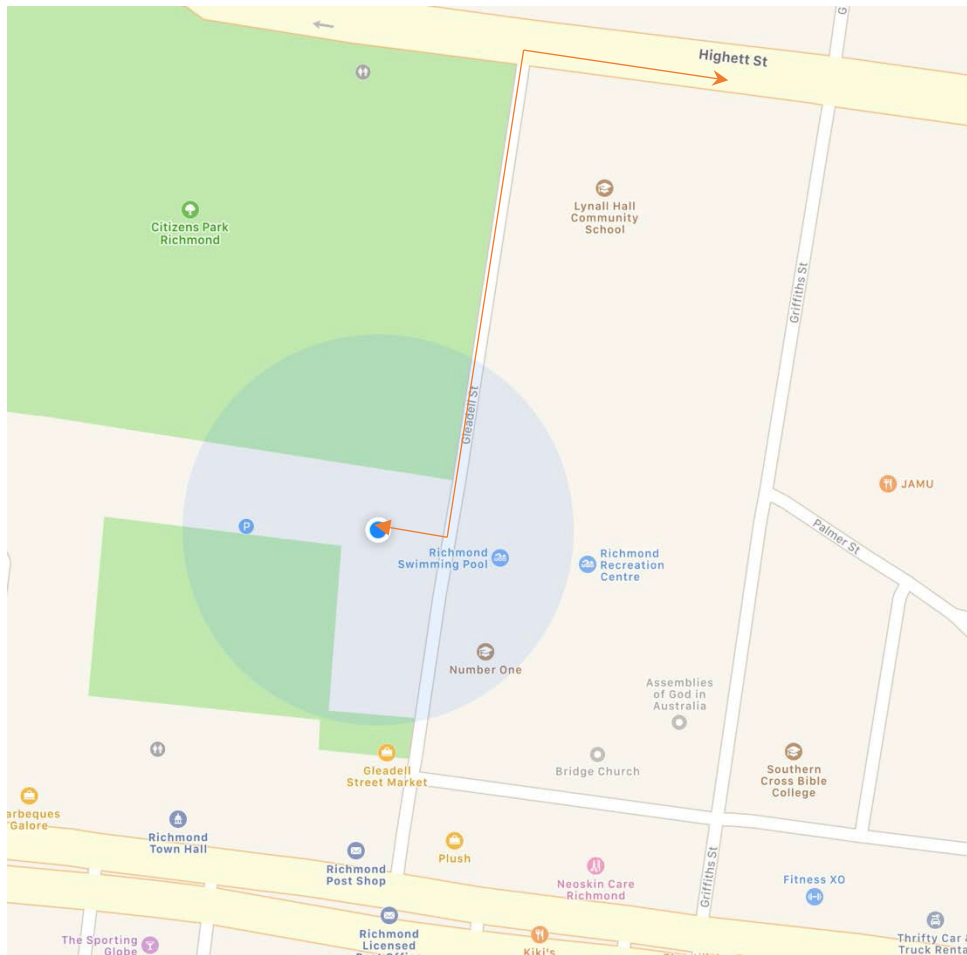 G
Highett St
Lynall Hall
Community
School
Citizens Park
Richmond
Griffiths St
Gleadell St
JAMU
P
Palmer St
Richmond
Swimming Pool
Richmond
Recreation
Centre
Number One
Assemblies
of God in
Australia
Gleadell
Street Market
Bridge Church
Southern
Cross Bible
College
arbeques
Galore
Richmond
Town Hall
Richmond
Post Shop
Plush
Neoskin Care
Richmond
Griffiths St
Fitness XO
The Sporting
Globe
Richmond
Licensed
Kiki's
Thrifty Car &
Truck Renta